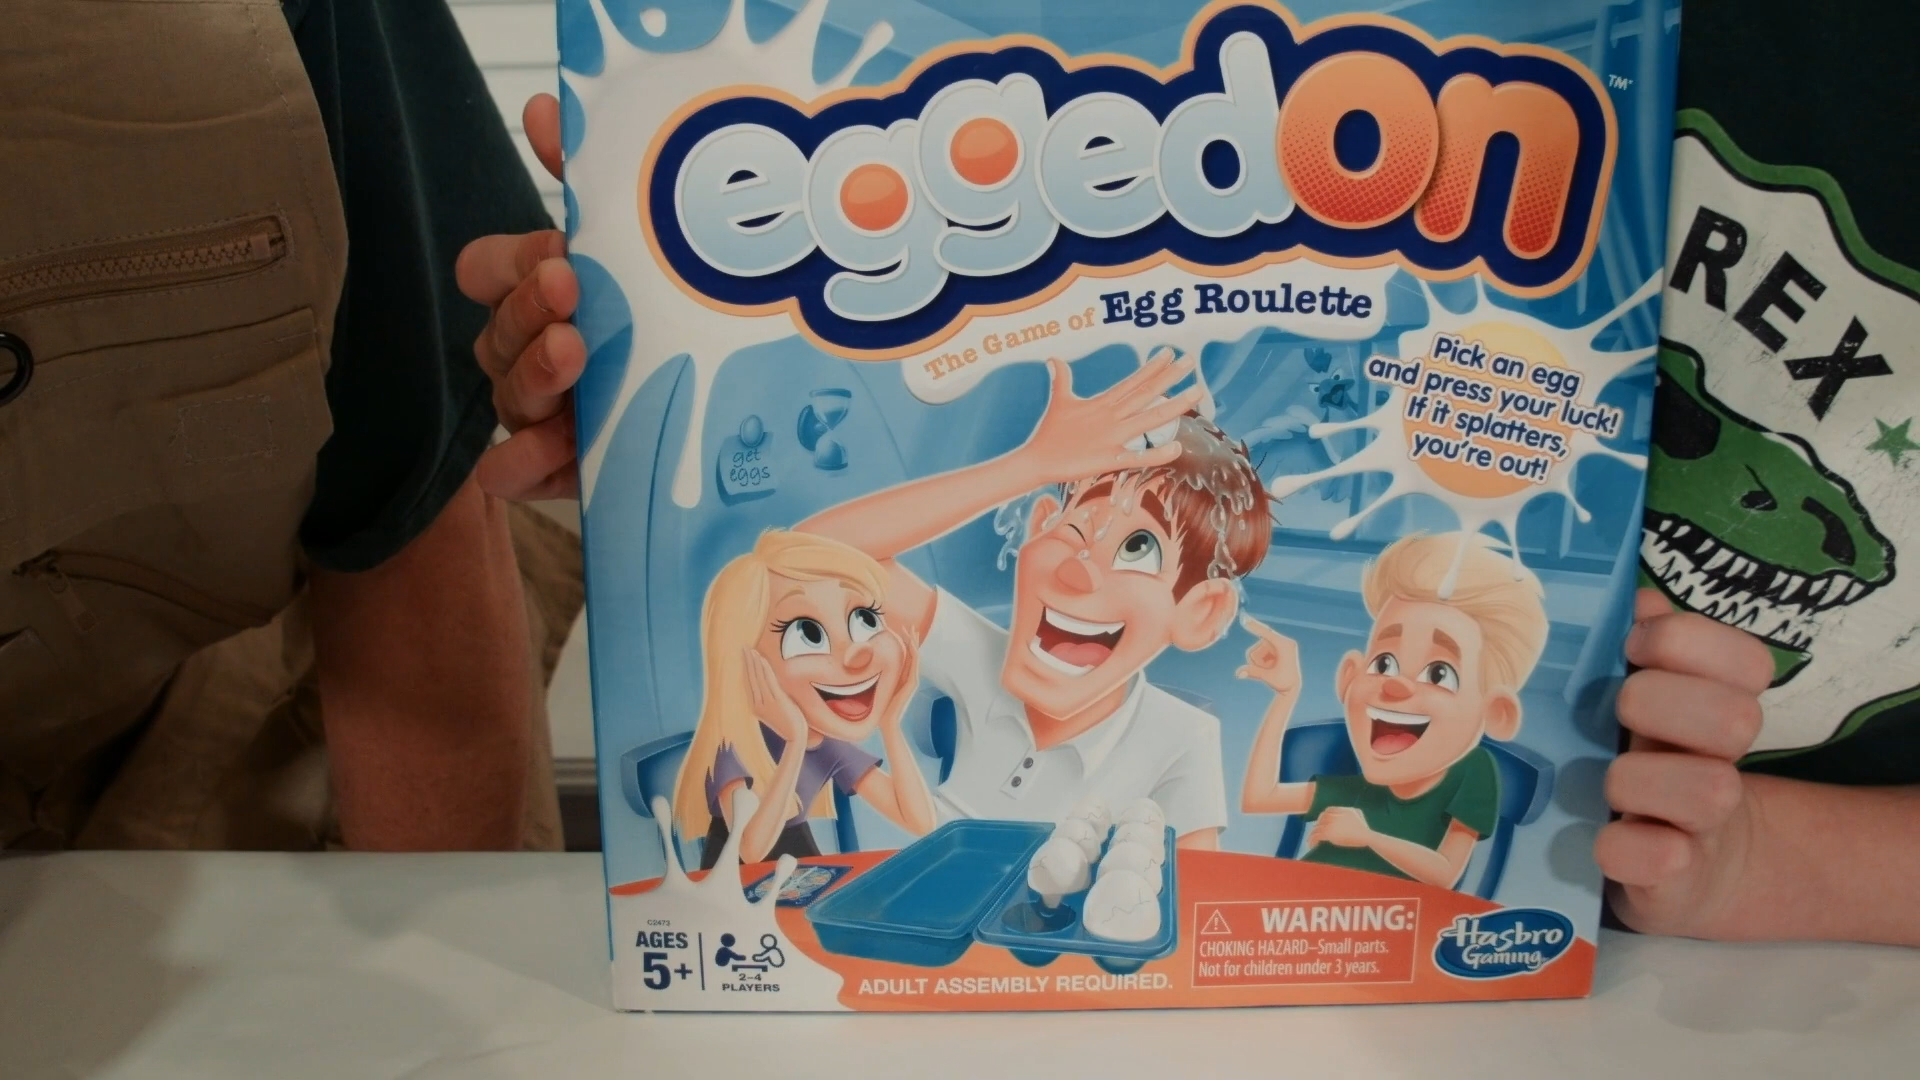 eggedon
TM
The Game of Egg Roulette
Pick an egg
and press your luck!
If it splatters,
you're out!
get
eggs
REX
C2473
AGES
5+
2-4
PLAYERS
ADULT ASSEMBLY REQUIRED.
WARNING:
CHOKING HAZARD–Small parts.
Not for children under 3 years.
Hasbro
Gaming